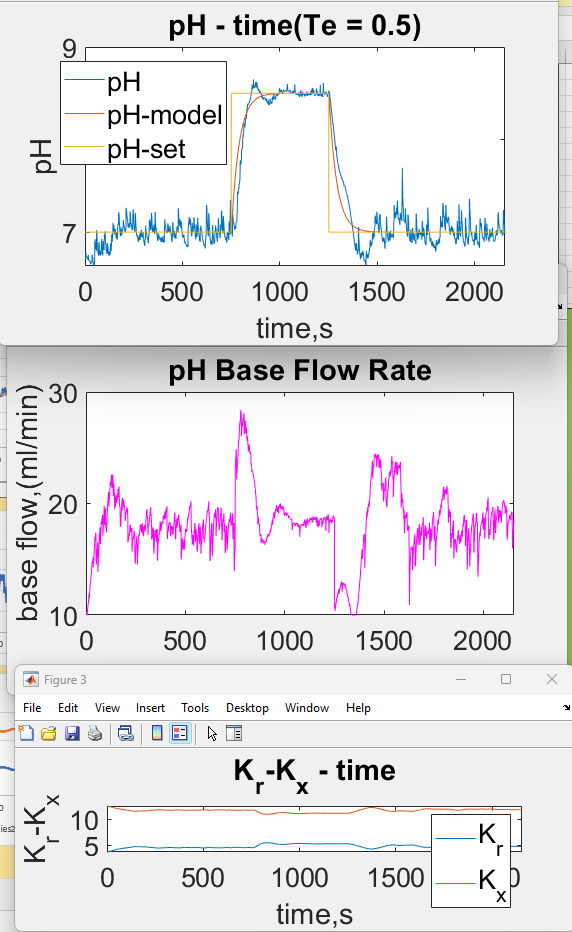 pH - time(Te = 0.5)
9
pH
pH-model
pH-set
pH
7
0 500 1000 1500 2000
time,s
pH Base Flow Rate
30
20
10
base flow,(ml/min)
0 500 1000 1500 2000
Figure 3
File Edit View Insert Tools Desktop Window Help
Kr-Kx - time
10
5
Kr-Kx
Kr
Kx
0 500 1000 1500
time,s